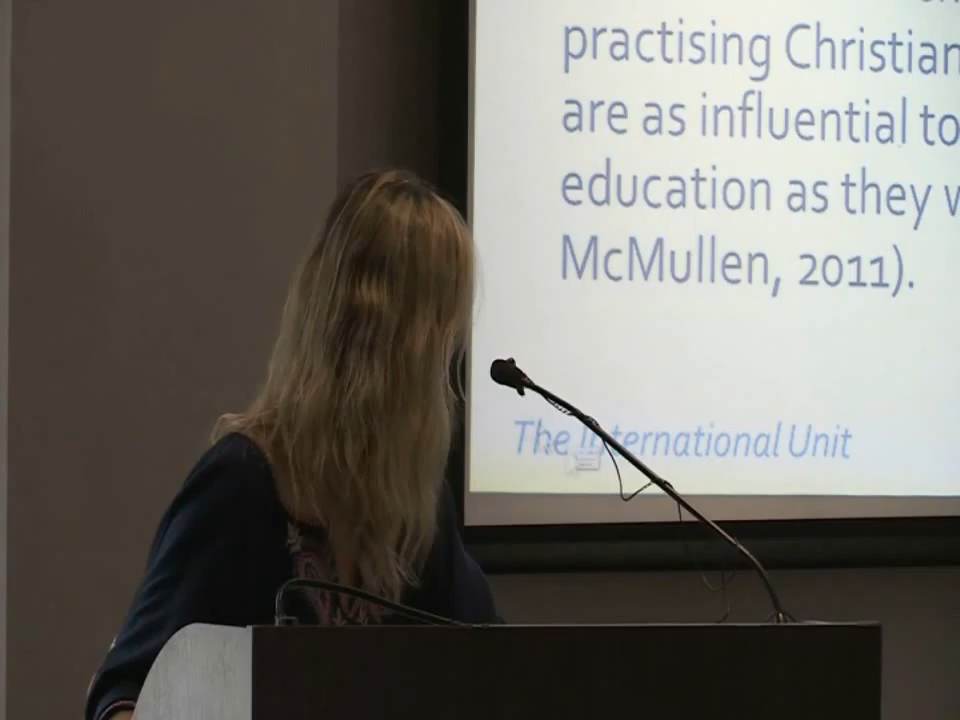 practising Christian
are as influential to
education as they
McMullen, 2011).
The International Unit